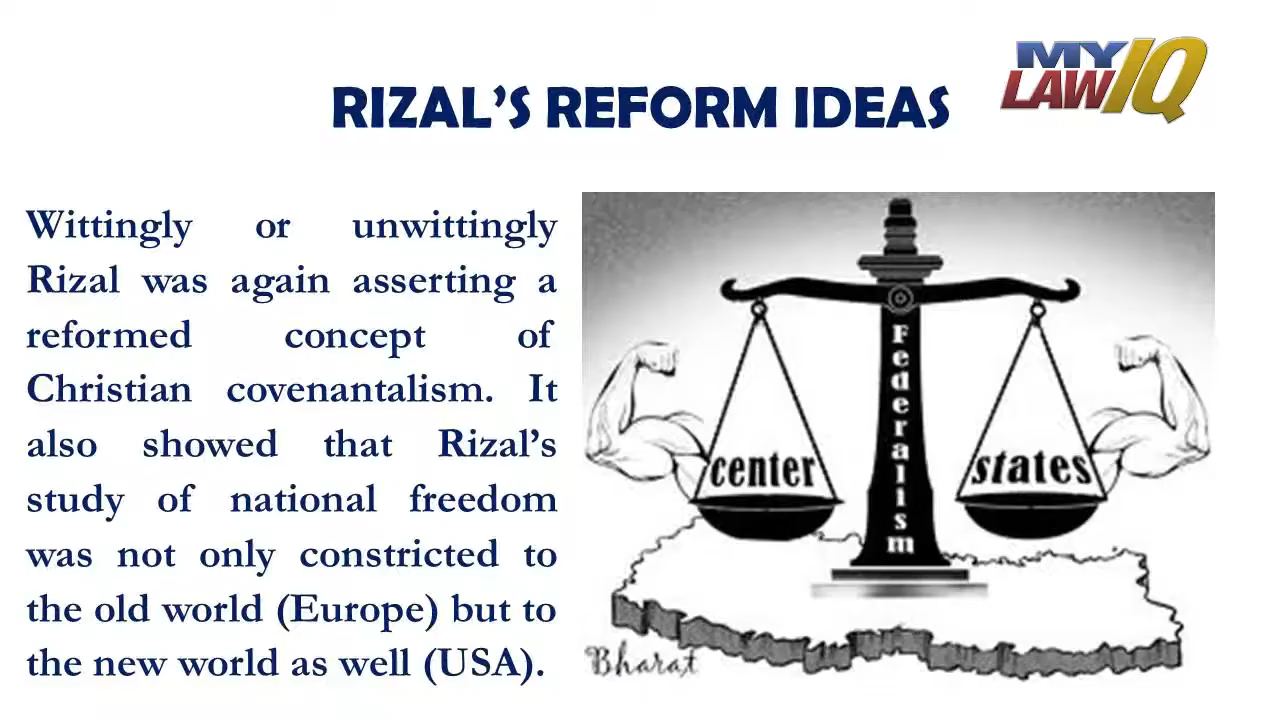 MY
LAW IQ
RIZAL'S REFORM IDEAS
Wittingly or unwittingly
Rizal was again asserting a
reformed concept of
Christian covenantalism. It
also showed that Rizal's
study of national freedom
was not only constricted to
the old world (Europe) but to
the new world as well (USA).
Federalism
center
states
Bharat